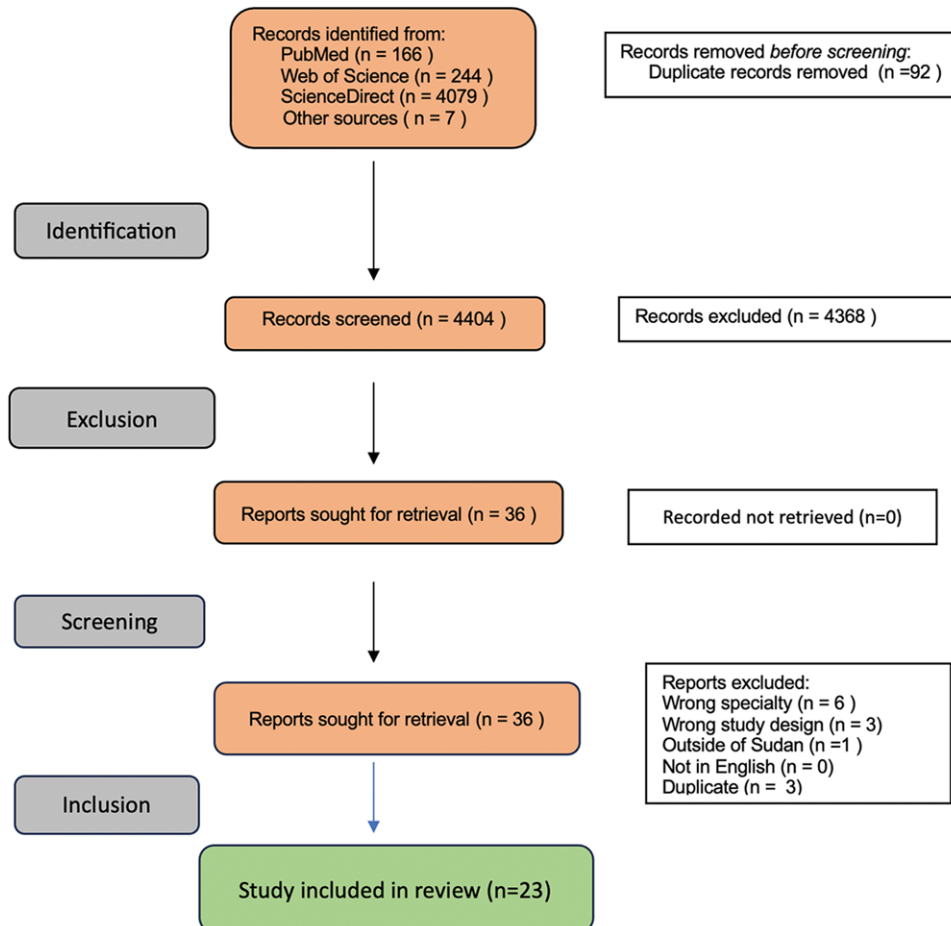 Records identified from:
PubMed (n = 166 )
Web of Science (n = 244 )
ScienceDirect (n = 4079 )
Other sources ( n = 7 )
Records removed before screening:
Duplicate records removed (n =92 )
Identification
Records screened (n = 4404 )
Records excluded (n = 4368 )
Exclusion
Reports sought for retrieval (n = 36 )
Recorded not retrieved (n=0)
Screening
Reports sought for retrieval (n = 36 )
Reports excluded:
Wrong specialty (n = 6 )
Wrong study design (n = 3)
Outside of Sudan (n =1 )
Not in English (n = 0)
Duplicate (n = 3)
Inclusion
Study included in review (n=23)